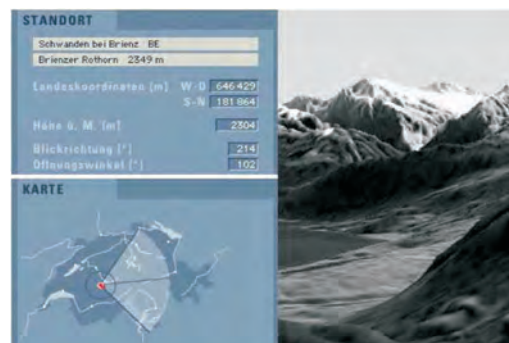 STANDORT
Schwanden bei Brienz BE
Brienzer Rothorn 2349 m
Landeskoordinaten [m] W-O 646 429
S-N 181 864
Höhe ü. M. [m] 2304
Blickrichtung [°] 214
Öffnungswinkel [°] 102
KARTE